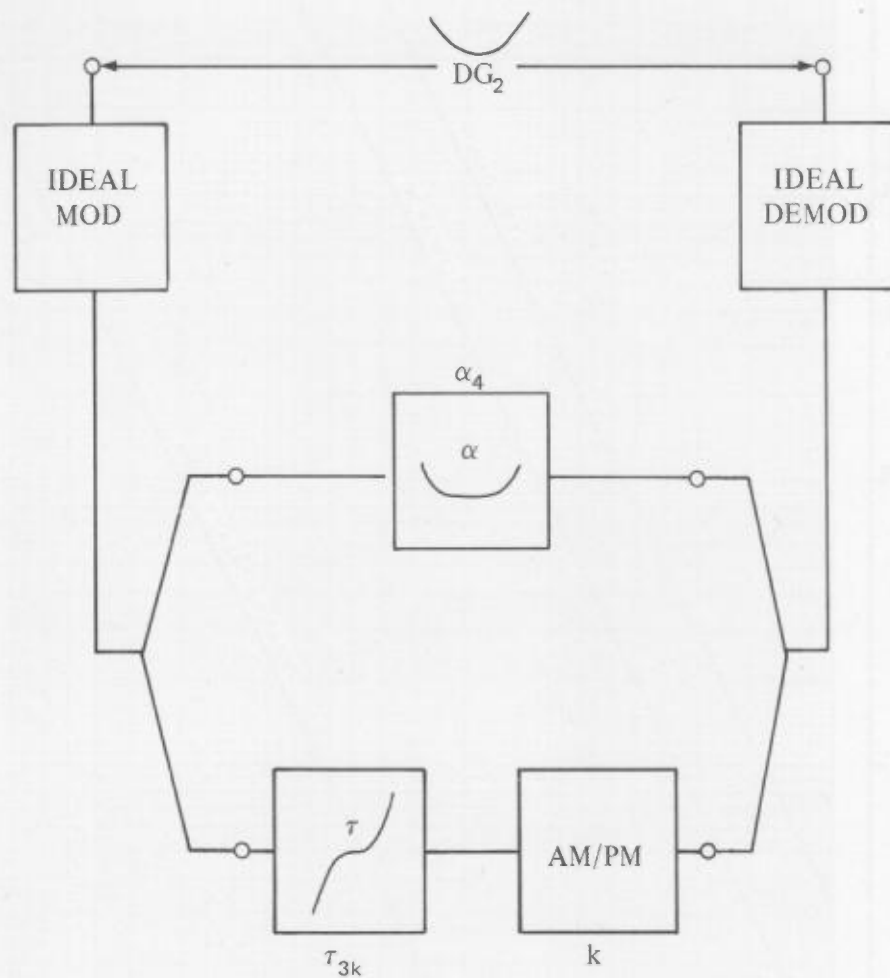 DG₂
IDEAL
MOD
IDEAL
DEMOD
α₄
α
τ
AM/PM
τ₃ₖ
k